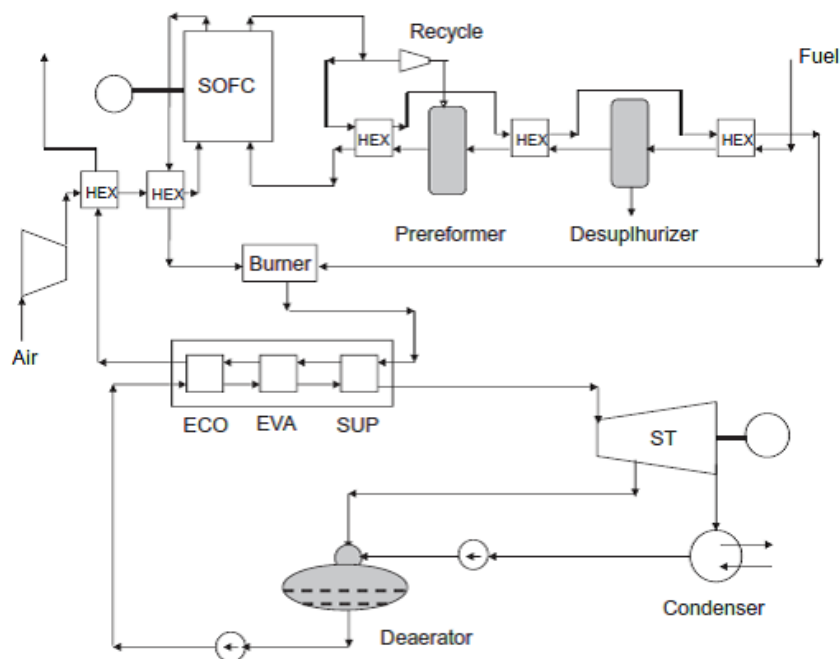 Recycle
Fuel
SOFC
HEX
HEX
HEX
HEX
HEX
Prereformer
Desuplhurizer
Burner
Air
ECO
EVA
SUP
ST
Condenser
Deaerator